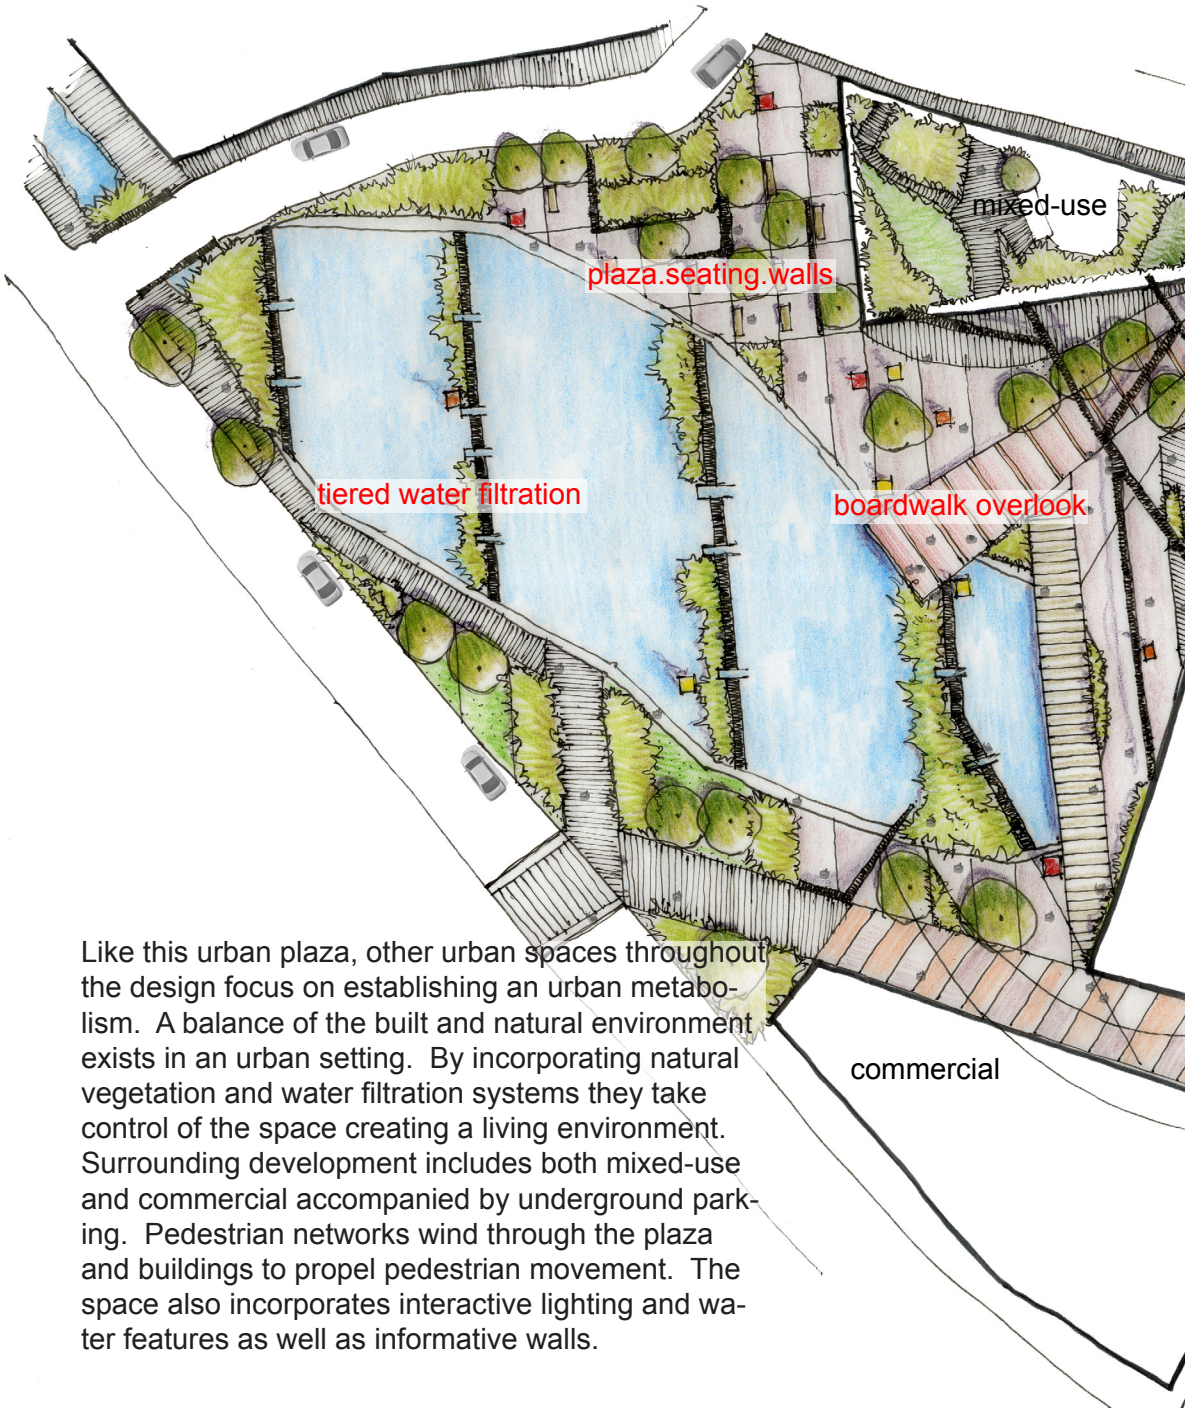 mixed-use
plaza.seating.walls
tiered water filtration
boardwalk overlook
Like this urban plaza, other urban spaces throughout
the design focus on establishing an urban metabo-
lism.  A balance of the built and natural environment
exists in an urban setting.  By incorporating natural
vegetation and water filtration systems they take
control of the space creating a living environment.
Surrounding development includes both mixed-use
and commercial accompanied by underground park-
ing.  Pedestrian networks wind through the plaza
and buildings to propel pedestrian movement.  The
space also incorporates interactive lighting and wa-
ter features as well as informative walls.
commercial